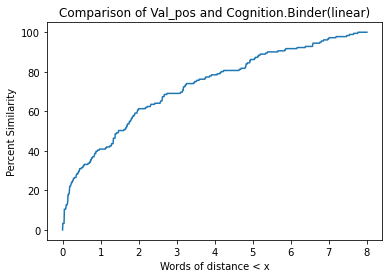 Comparison of Val_pos and Cognition.Binder(linear)
100
80
60
40
20
0
Percent Similarity
0 1 2 3 4 5 6 7 8
Words of distance < x